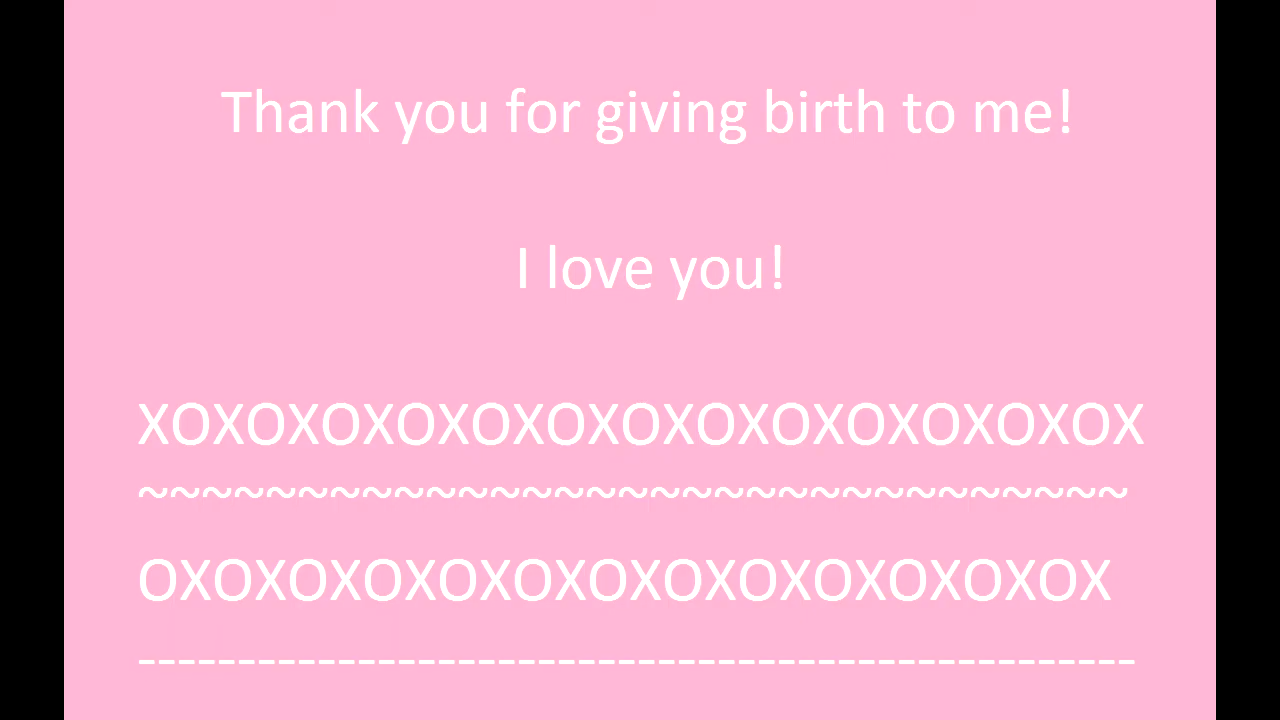 Thank you for giving birth to me!
I love you!
XOXOXOXOXOXOXOXOXOXOXOXOXOX
~~~~~~~~~~~~~~~~~~~~~~~~~~~~~~~
OXOXOXOXOXOXOXOXOXOXOXOXOX
--------------------------------------------------